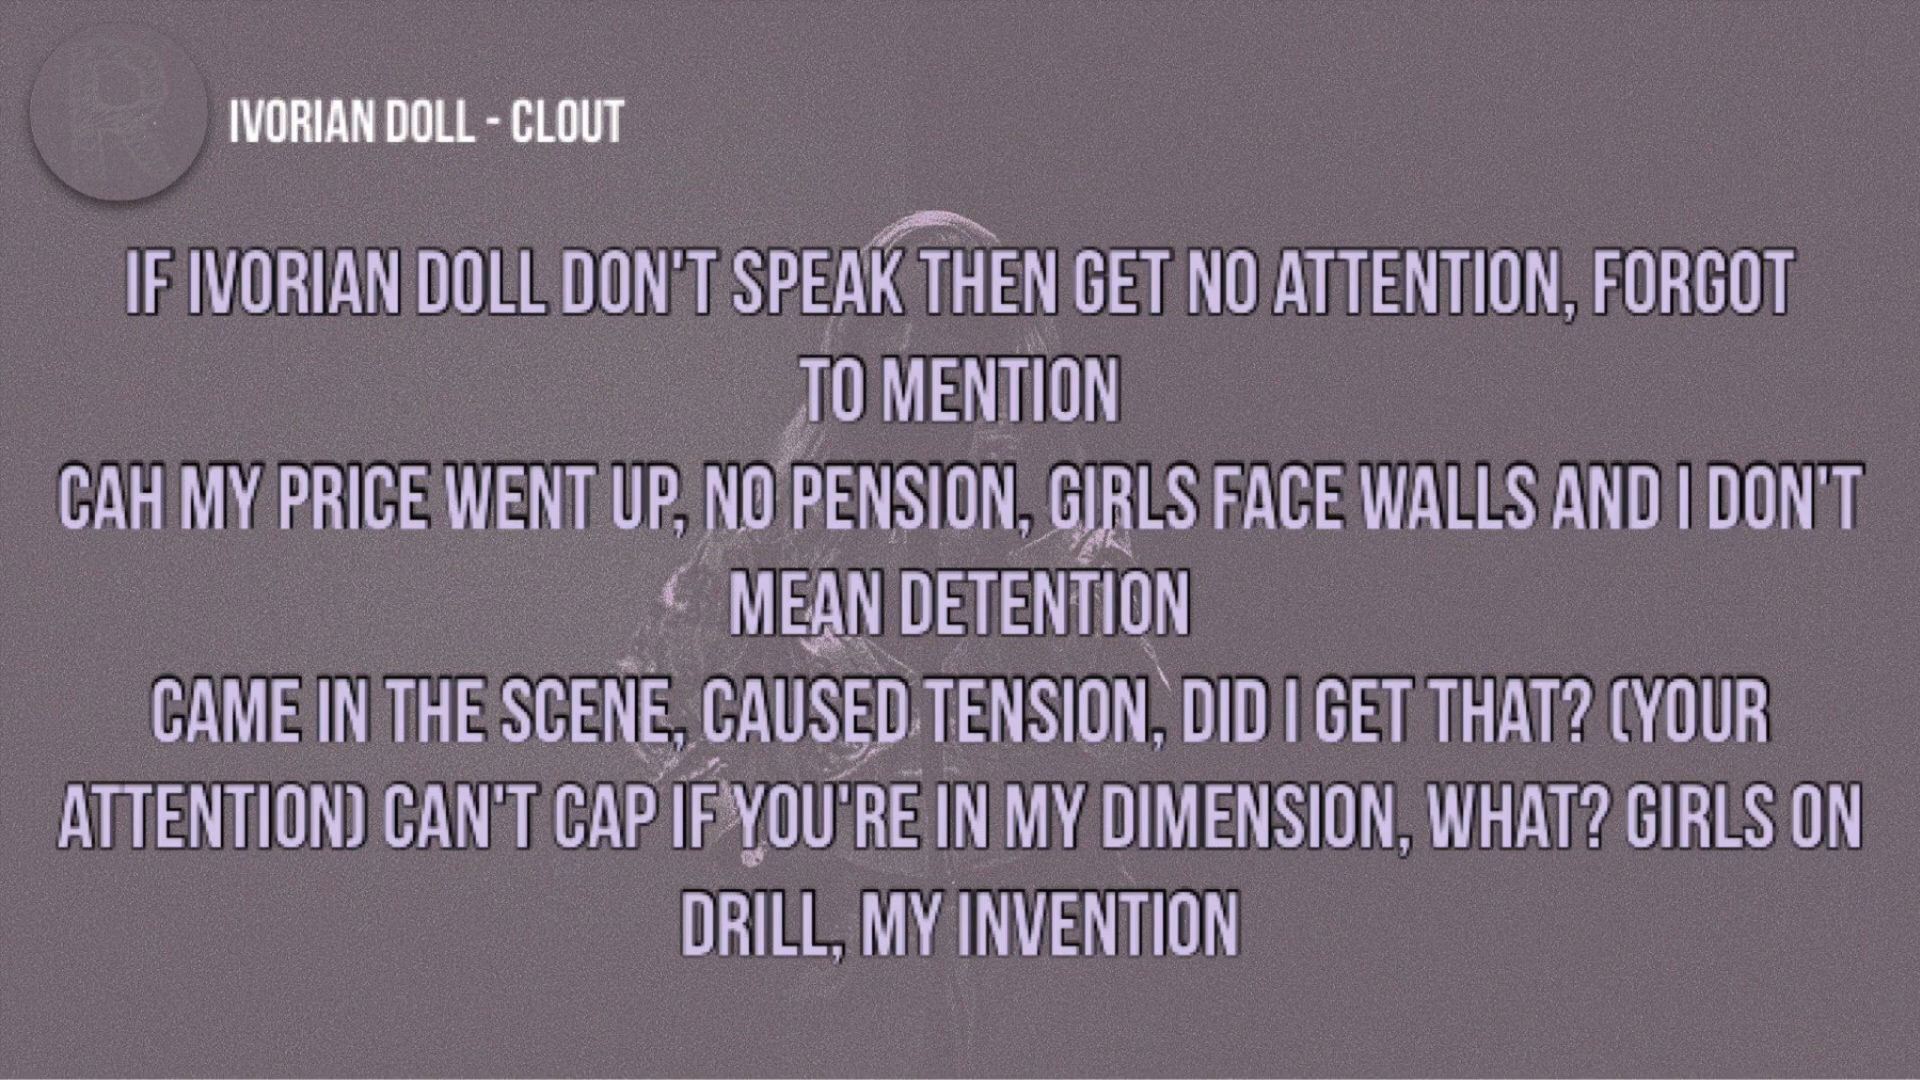 IVORIAN DOLL - CLOUT
IF IVORIAN DOLL DON'T SPEAK THEN GET NO ATTENTION, FORGOT
TO MENTION
CAH MY PRICE WENT UP, NO PENSION, GIRLS FACE WALLS AND I DON'T
MEAN DETENTION
CAME IN THE SCENE, CAUSED TENSION, DID I GET THAT? (YOUR
ATTENTION) CAN'T CAP IF YOU'RE IN MY DIMENSION, WHAT? GIRLS ON
DRILL, MY INVENTION